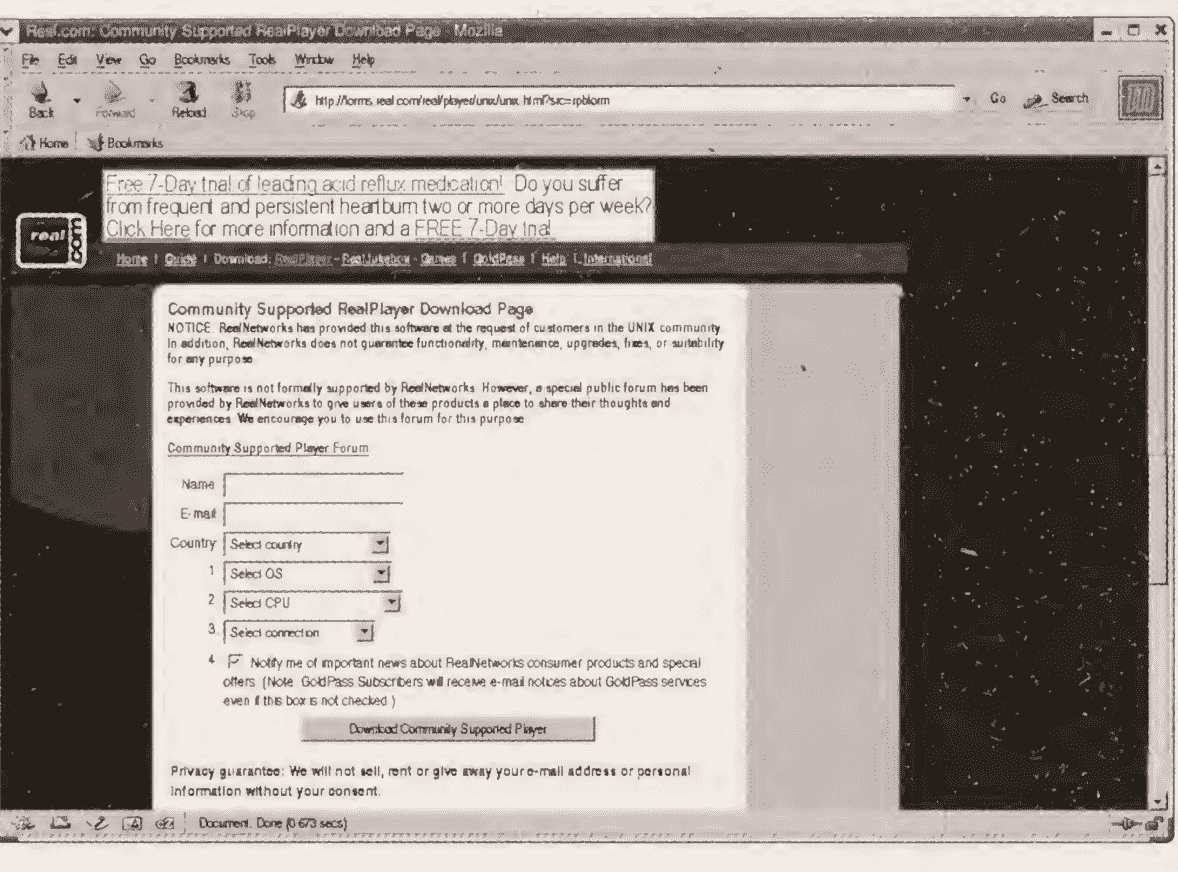 Real.com: Community Supported RealPlayer Download Page - Mozilla
File Edit View Go Bookmarks Tools Window Help
Back Forward Reload Stop http://forms.real.com/real/player/unix/unix.html?src=rpbform Go Search
Home Bookmarks
Free 7-Day trial of leading acid reflux medication! Do you suffer
from frequent and persistent heartburn two or more days per week?
Click Here for more information and a FREE 7-Day trial
real.com
Home | Guide | Download: RealPlayer - RealJukebox - Games | GoldPass | Help | International
Community Supported RealPlayer Download Page
NOTICE: RealNetworks has provided this software at the request of customers in the UNIX community.
In addition, RealNetworks does not guarantee functionality, maintenance, upgrades, fixes, or suitability
for any purpose.
This software is not formally supported by RealNetworks. However, a special public forum has been
provided by RealNetworks to give users of these products a place to share their thoughts and
experiences. We encourage you to use this forum for this purpose.
Community Supported Player Forum
Name
E-mail
Country Select country
1 Select OS
2 Select CPU
3. Select connection
4 Notify me of important news about RealNetworks consumer products and special
offers. (Note: GoldPass Subscribers will receive e-mail notices about GoldPass services
even if this box is not checked.)
Download Community Supported Player
Privacy guarantee: We will not sell, rent or give away your e-mail address or personal
information without your consent.
Document: Done (0.673 secs)